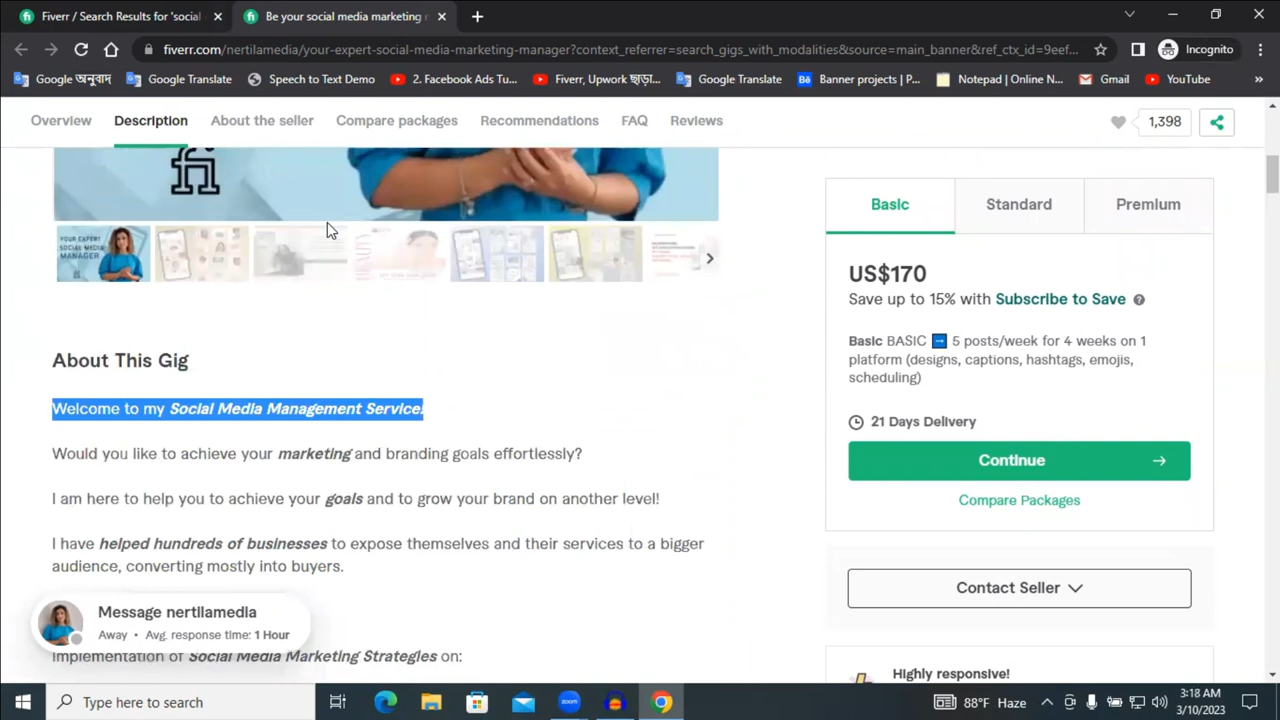 Fiverr / Search Results for 'social
Be your social media marketing
fiverr.com/nertilamedia/your-expert-social-media-marketing-manager?context_referrer=search_gigs_with_modalities&source=main_banner&ref_ctx_id=9eef...
Incognito
Google অনুবাদ
Google Translate
Speech to Text Demo
2. Facebook Ads Tu...
Fiverr, Upwork ছাড়া...
Google Translate
Banner projects | P...
Notepad | Online N...
Gmail
YouTube
Overview
Description
About the seller
Compare packages
Recommendations
FAQ
Reviews
1,398
fi
YOUR EXPERT
SOCIAL MEDIA
MANAGER
Basic
Standard
Premium
US$170
Save up to 15% with Subscribe to Save
Basic BASIC ➡ 5 posts/week for 4 weeks on 1
platform (designs, captions, hashtags, emojis,
scheduling)
21 Days Delivery
Continue
Compare Packages
Contact Seller
Highly responsive!
About This Gig
Welcome to my Social Media Management Service!
Would you like to achieve your marketing and branding goals effortlessly?
I am here to help you to achieve your goals and to grow your brand on another level!
I have helped hundreds of businesses to expose themselves and their services to a bigger
audience, converting mostly into buyers.
Message nertilamedia
Away • Avg. response time: 1 Hour
Implementation of Social Media Marketing Strategies on:
Type here to search
zoom
88°F Haze
3:18 AM
3/10/2023